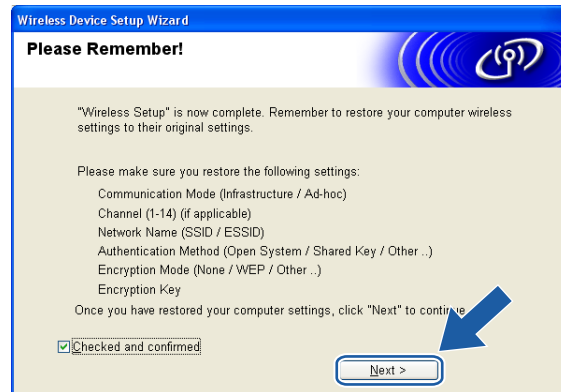 Wireless Device Setup Wizard
Please Remember!
"Wireless Setup" is now complete. Remember to restore your computer wireless
settings to their original settings.
Please make sure you restore the following settings:
Communication Mode (Infrastructure / Ad-hoc)
Channel (1-14) (if applicable)
Network Name (SSID / ESSID)
Authentication Method (Open System / Shared Key / Other ..)
Encryption Mode (None / WEP / Other ..)
Encryption Key
Once you have restored your computer settings, click "Next" to continue
Checked and confirmed
Next >